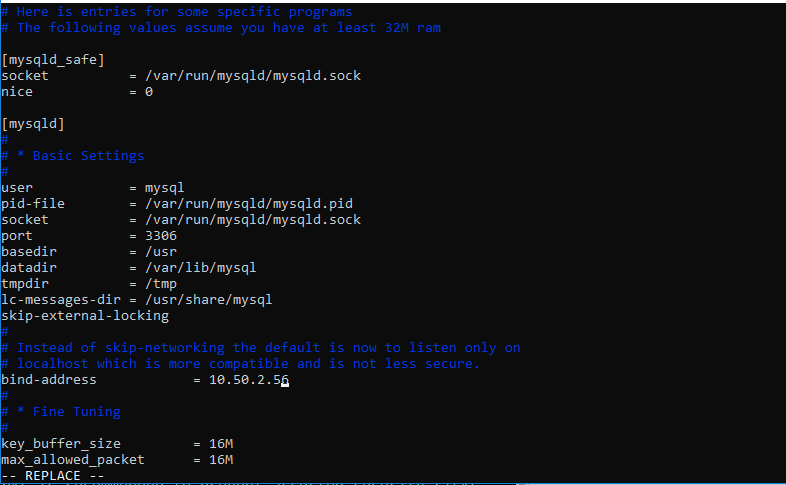 # Here is entries for some specific programs
# The following values assume you have at least 32M ram
[mysqld_safe]
socket          = /var/run/mysqld/mysqld.sock
nice            = 0
[mysqld]
#
# * Basic Settings
#
user            = mysql
pid-file        = /var/run/mysqld/mysqld.pid
socket          = /var/run/mysqld/mysqld.sock
port            = 3306
basedir         = /usr
datadir         = /var/lib/mysql
tmpdir          = /tmp
lc-messages-dir = /usr/share/mysql
skip-external-locking
#
# Instead of skip-networking the default is now to listen only on
# localhost which is more compatible and is not less secure.
bind-address            = 10.50.2.56
#
# * Fine Tuning
#
key_buffer_size         = 16M
max_allowed_packet      = 16M
-- REPLACE --